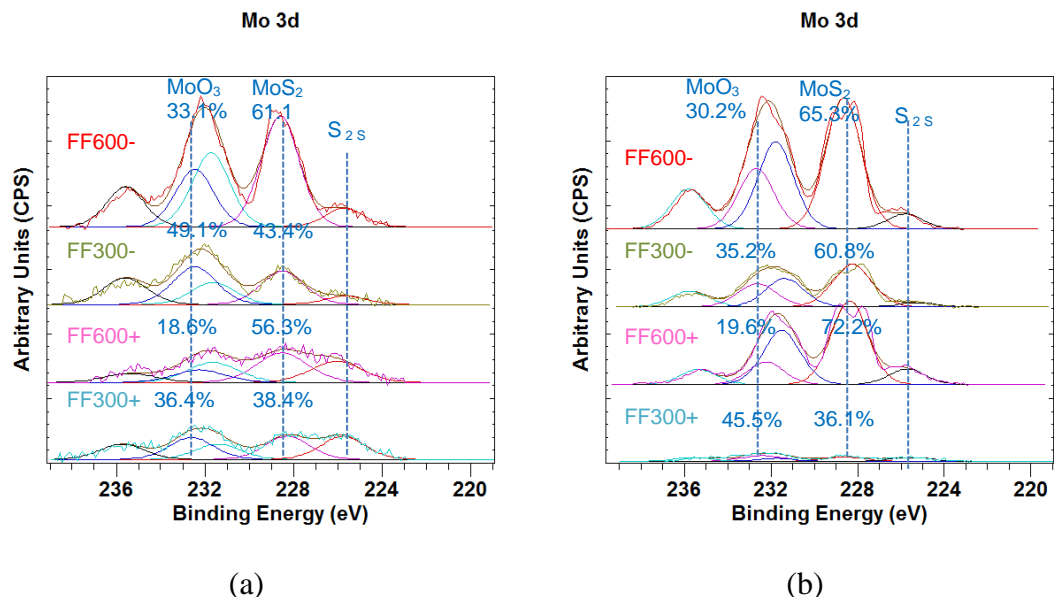 Mo 3d
MoO3 MoS2
33.1% 61.1
S 2 S
FF600-
49.1% 43.4%
FF300-
18.6% 56.3%
FF600+
36.4% 38.4%
FF300+
236 232 228 224 220
Binding Energy (eV)
Arbitrary Units (CPS)
(a)
Mo 3d
MoO3 MoS2
30.2% 65.3%
S 2 S
FF600-
FF300- 35.2% 60.8%
FF600+ 19.6% 72.2%
FF300+
45.5% 36.1%
236 232 228 224 220
Binding Energy (eV)
Arbitrary Units (CPS)
(b)